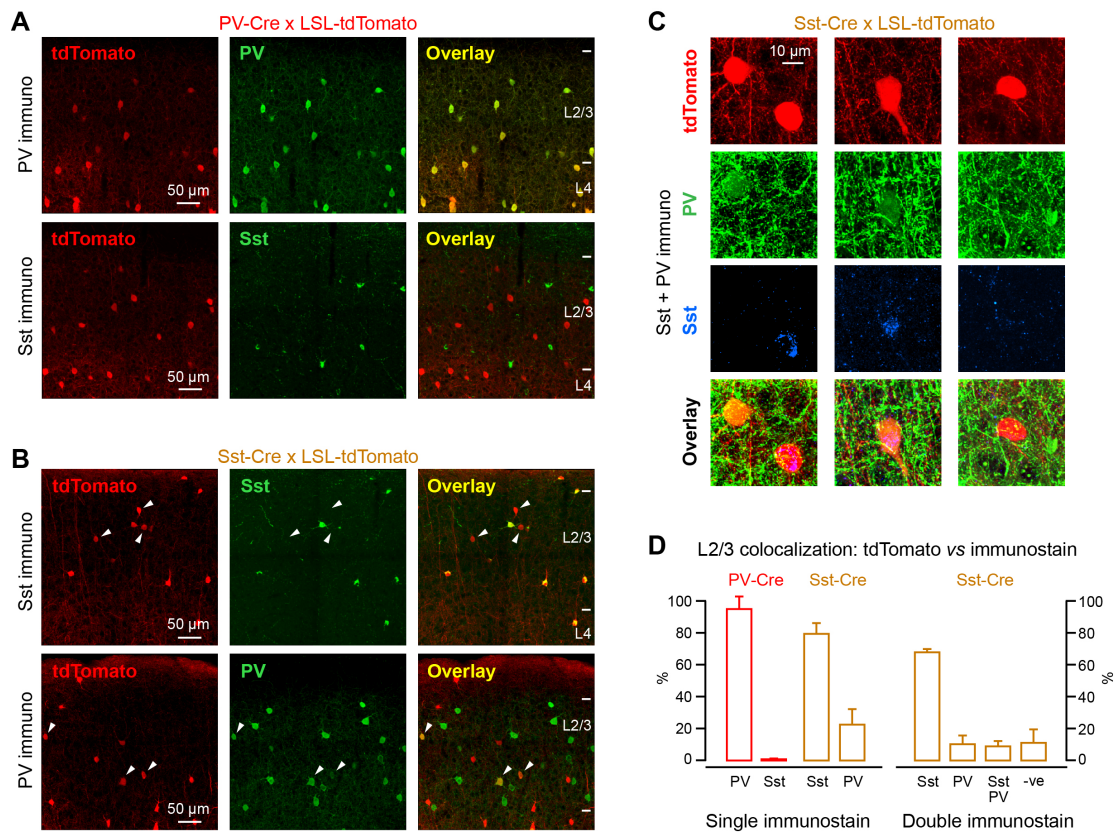 A
PV-Cre x LSL-tdTomato
PV immuno
tdTomato
PV
Overlay
L2/3
L4
50 µm
Sst immuno
tdTomato
Sst
Overlay
L2/3
L4
50 µm
B
Sst-Cre x LSL-tdTomato
Sst immuno
tdTomato
Sst
Overlay
L2/3
L4
50 µm
PV immuno
tdTomato
PV
Overlay
L2/3
50 µm
C
Sst-Cre x LSL-tdTomato
Sst + PV immuno
tdTomato
10 µm
PV
Sst
Overlay
D
L2/3 colocalization: tdTomato vs immunostain
PV-Cre
Sst-Cre
Sst-Cre
100
80
60
40
20
0
%
100
80
60
40
20
0
%
PV
Sst
Sst
PV
Sst
PV
Sst
PV
-ve
Single immunostain
Double immunostain